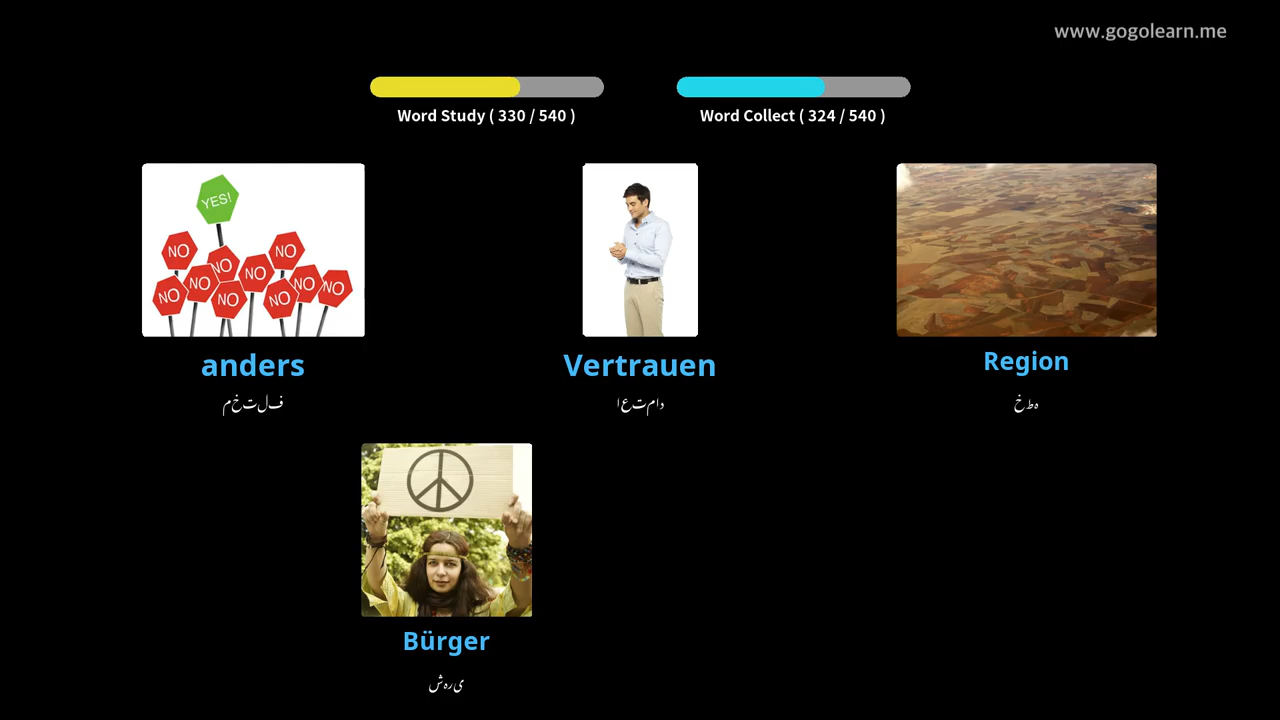 www.gogolearn.me
Word Study ( 330 / 540 )
Word Collect ( 324 / 540 )
YES!
NO
NO
NO
NO
NO
NO
NO
NO
NO
NO
anders
مختلف
Vertrauen
اعتماد
Region
خطہ
Bürger
شہری